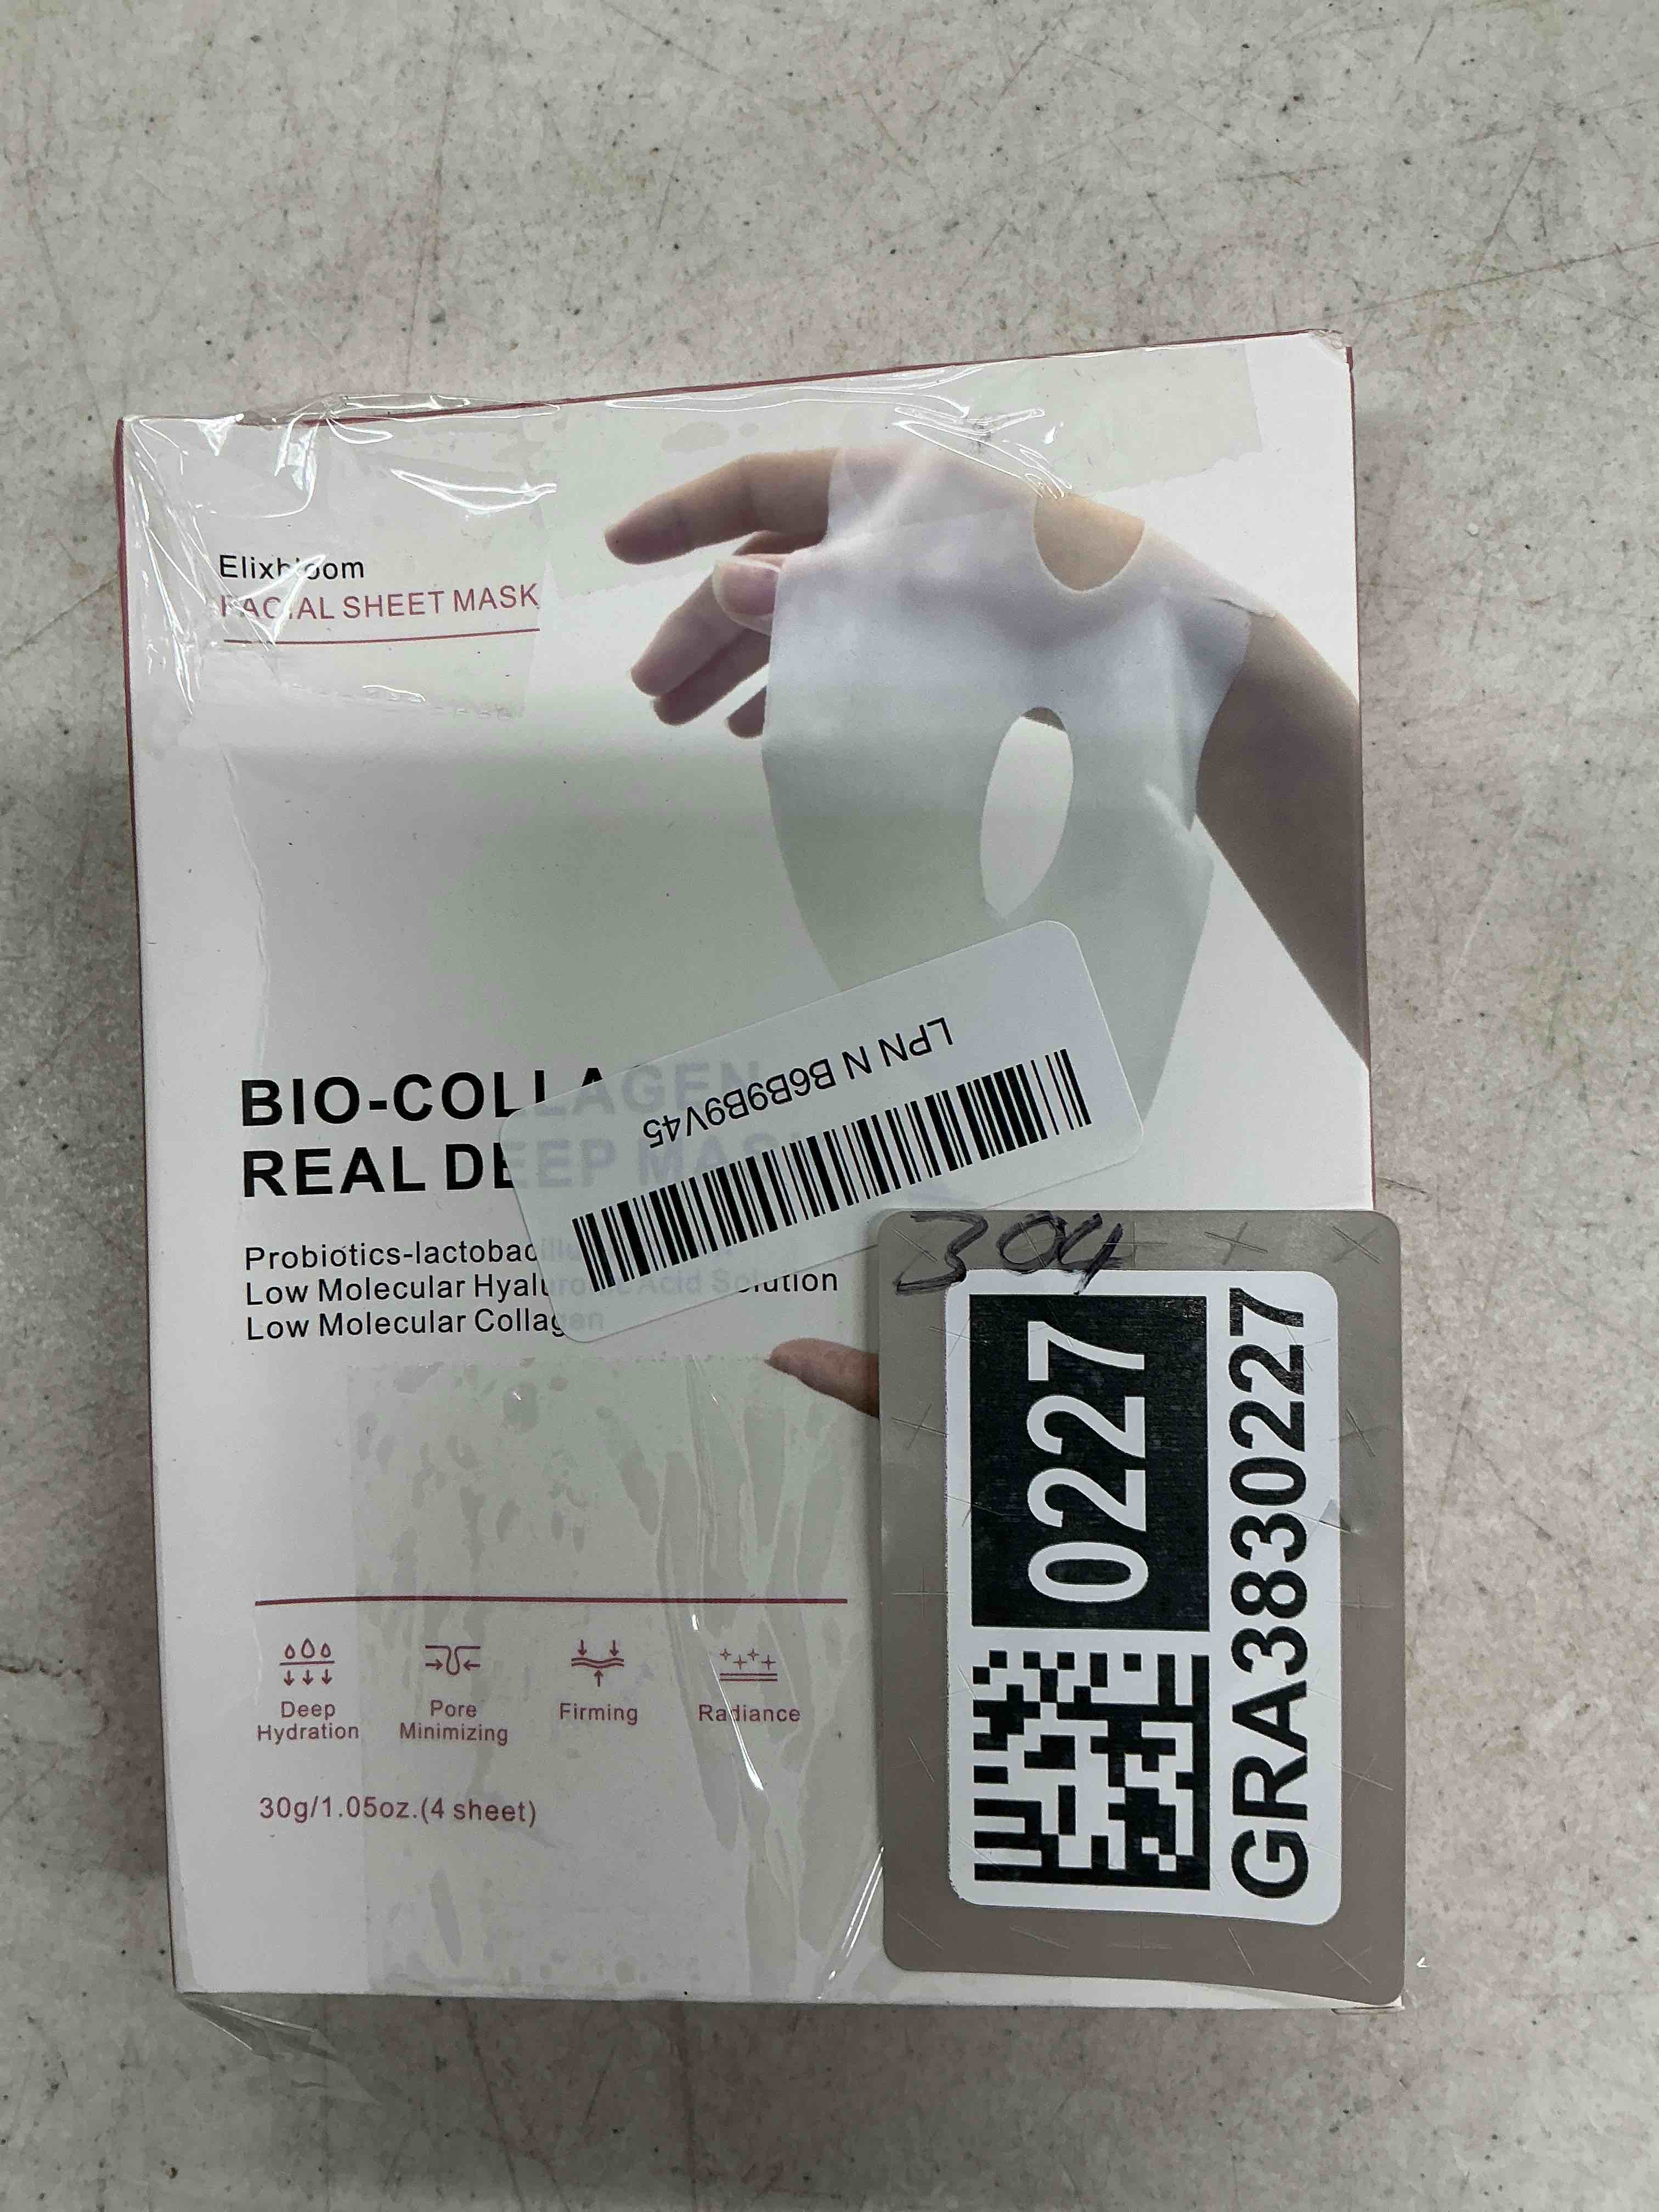 Elixbloom
FACIAL SHEET MASK
BIO-COLLAGEN
REAL DEEP MASK
Probiotics-lactobacillus
Low Molecular Hyaluronic Acid Solution
Low Molecular Collagen
LPN N B6B9B9V45
304
0227
GRA3830227
Deep
Hydration
Pore
Minimizing
Firming
Radiance
30g/1.05oz.(4 sheet)